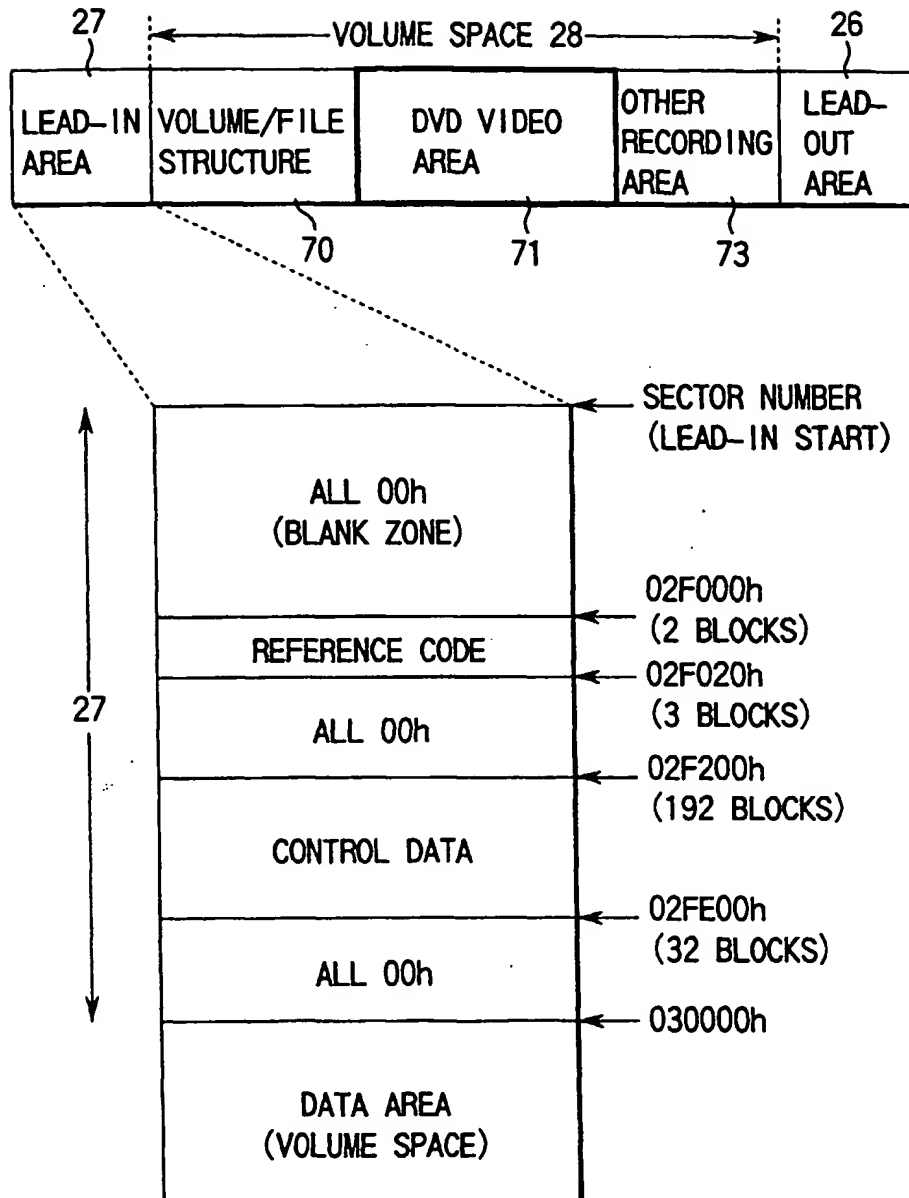 27
VOLUME SPACE 28
26
LEAD-IN
AREA
VOLUME/FILE
STRUCTURE
DVD VIDEO
AREA
OTHER
RECORDING
AREA
LEAD-
OUT
AREA
70
71
73
SECTOR NUMBER
(LEAD-IN START)
ALL 00h
(BLANK ZONE)
02F000h
(2 BLOCKS)
REFERENCE CODE
02F020h
(3 BLOCKS)
27
ALL 00h
02F200h
(192 BLOCKS)
CONTROL DATA
02FE00h
(32 BLOCKS)
ALL 00h
030000h
DATA AREA
(VOLUME SPACE)